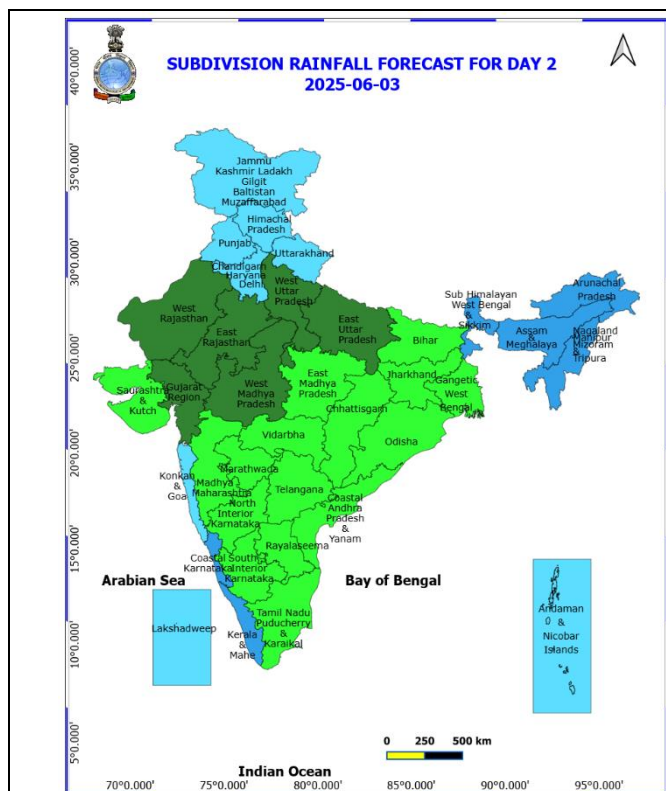 SUBDIVISION RAINFALL FORECAST FOR DAY 2
2025-06-03
40°0.000'
35°0.000'
30°0.000'
25°0.000'
20°0.000'
15°0.000'
10°0.000'
5°0.000'
Jammu
Kashmir Ladakh
Gilgit
Baltistan
Muzaffarabad
Himachal
Pradesh
Punjab
Uttarakhand
Chandigarh
Haryana
Delhi
West
Uttar
Pradesh
West
Rajasthan
East
Rajasthan
East
Uttar
Pradesh
Sub Himalayan
West Bengal
&
Sikkim
Arunachal
Pradesh
Assam
&
Meghalaya
Nagaland
Manipur
Mizoram
&
Tripura
Bihar
Jharkhand
Gangetic
West
Bengal
Saurashtra
&
Kutch
Gujarat
Region
West
Madhya
Pradesh
East
Madhya
Pradesh
Chhattisgarh
Odisha
Vidarbha
Konkan
&
Goa
Madhya
Maharashtra
Marathwada
Telangana
North
Interior
Karnataka
Coastal
Andhra
Pradesh
&
Yanam
Rayalaseema
Coastal
Karnataka
South
Interior
Karnataka
Arabian Sea
Bay of Bengal
Lakshadweep
Kerala
&
Mahe
Tamil Nadu
Puducherry
&
Karaikal
Andaman
&
Nicobar
Islands
0 250 500 km
Indian Ocean
70°0.000' 75°0.000' 80°0.000' 85°0.000' 90°0.000' 95°0.000'